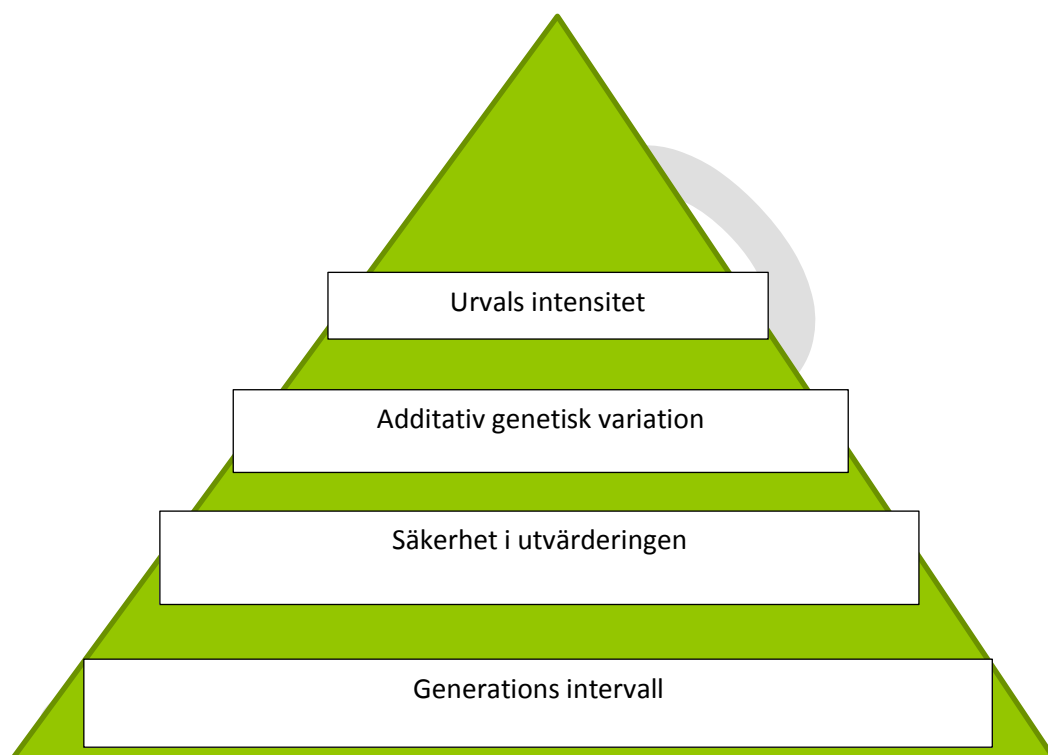 Urvals intensitet
Additativ genetisk variation
Säkerhet i utvärderingen
Generations intervall